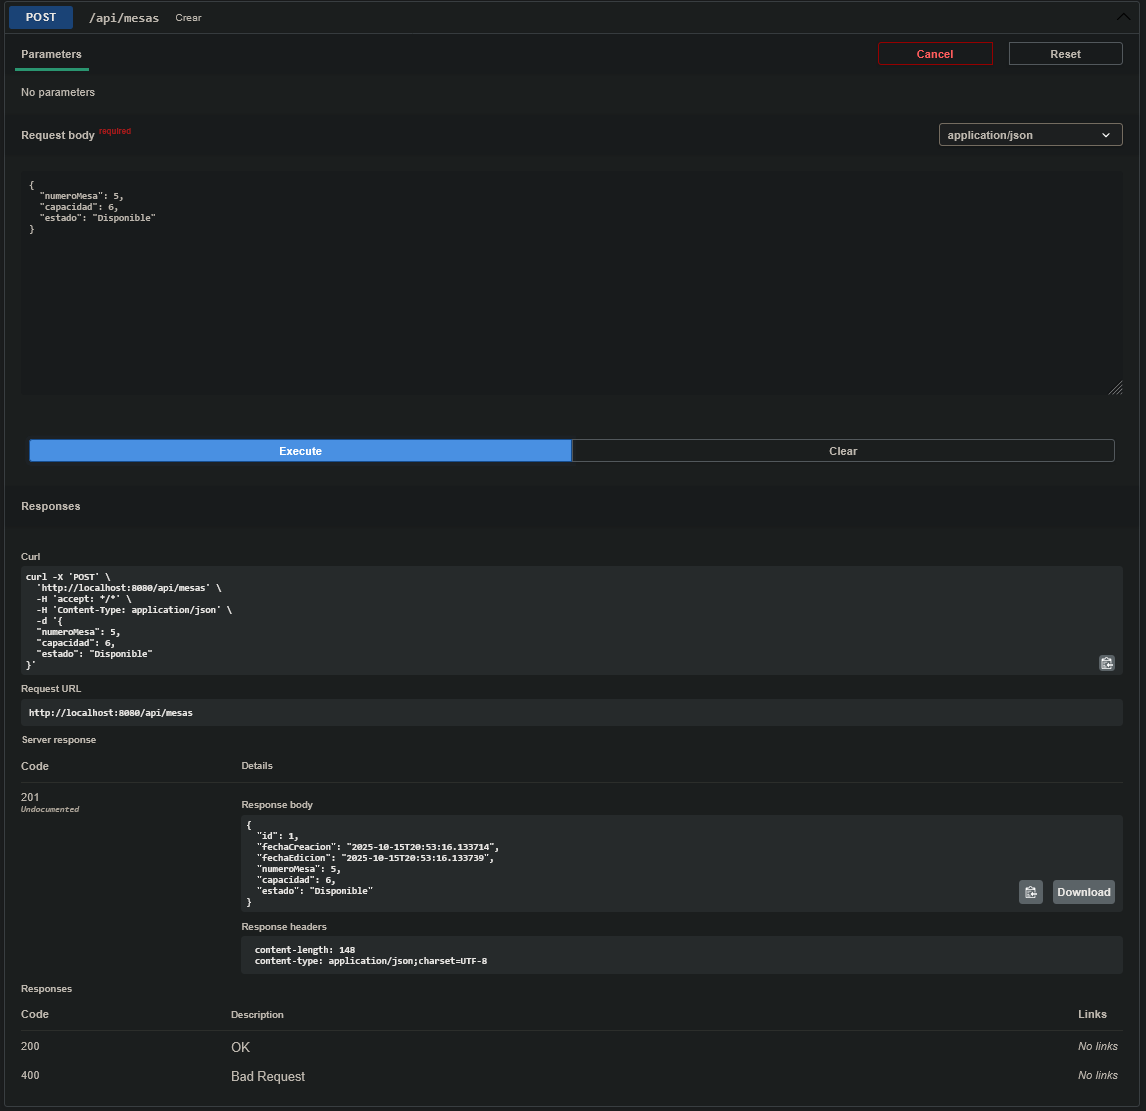 POST /api/mesas Crear
Parameters Cancel Reset
No parameters
Request body required application/json
{
  "numeroMesa": 5,
  "capacidad": 6,
  "estado": "Disponible"
}
Execute Clear
Responses
Curl
curl -X 'POST' \
  'http://localhost:8080/api/mesas' \
  -H 'accept: */*' \
  -H 'Content-Type: application/json' \
  -d '{
  "numeroMesa": 5,
  "capacidad": 6,
  "estado": "Disponible"
}'
Request URL
http://localhost:8080/api/mesas
Server response
Code Details
201
Undocumented
Response body
{
  "id": 1,
  "fechaCreacion": "2025-10-15T20:53:16.133714",
  "fechaEdicion": "2025-10-15T20:53:16.133739",
  "numeroMesa": 5,
  "capacidad": 6,
  "estado": "Disponible"
}
Download
Response headers
content-length: 148
content-type: application/json;charset=UTF-8
Responses
Code Description Links
200 OK No links
400 Bad Request No links